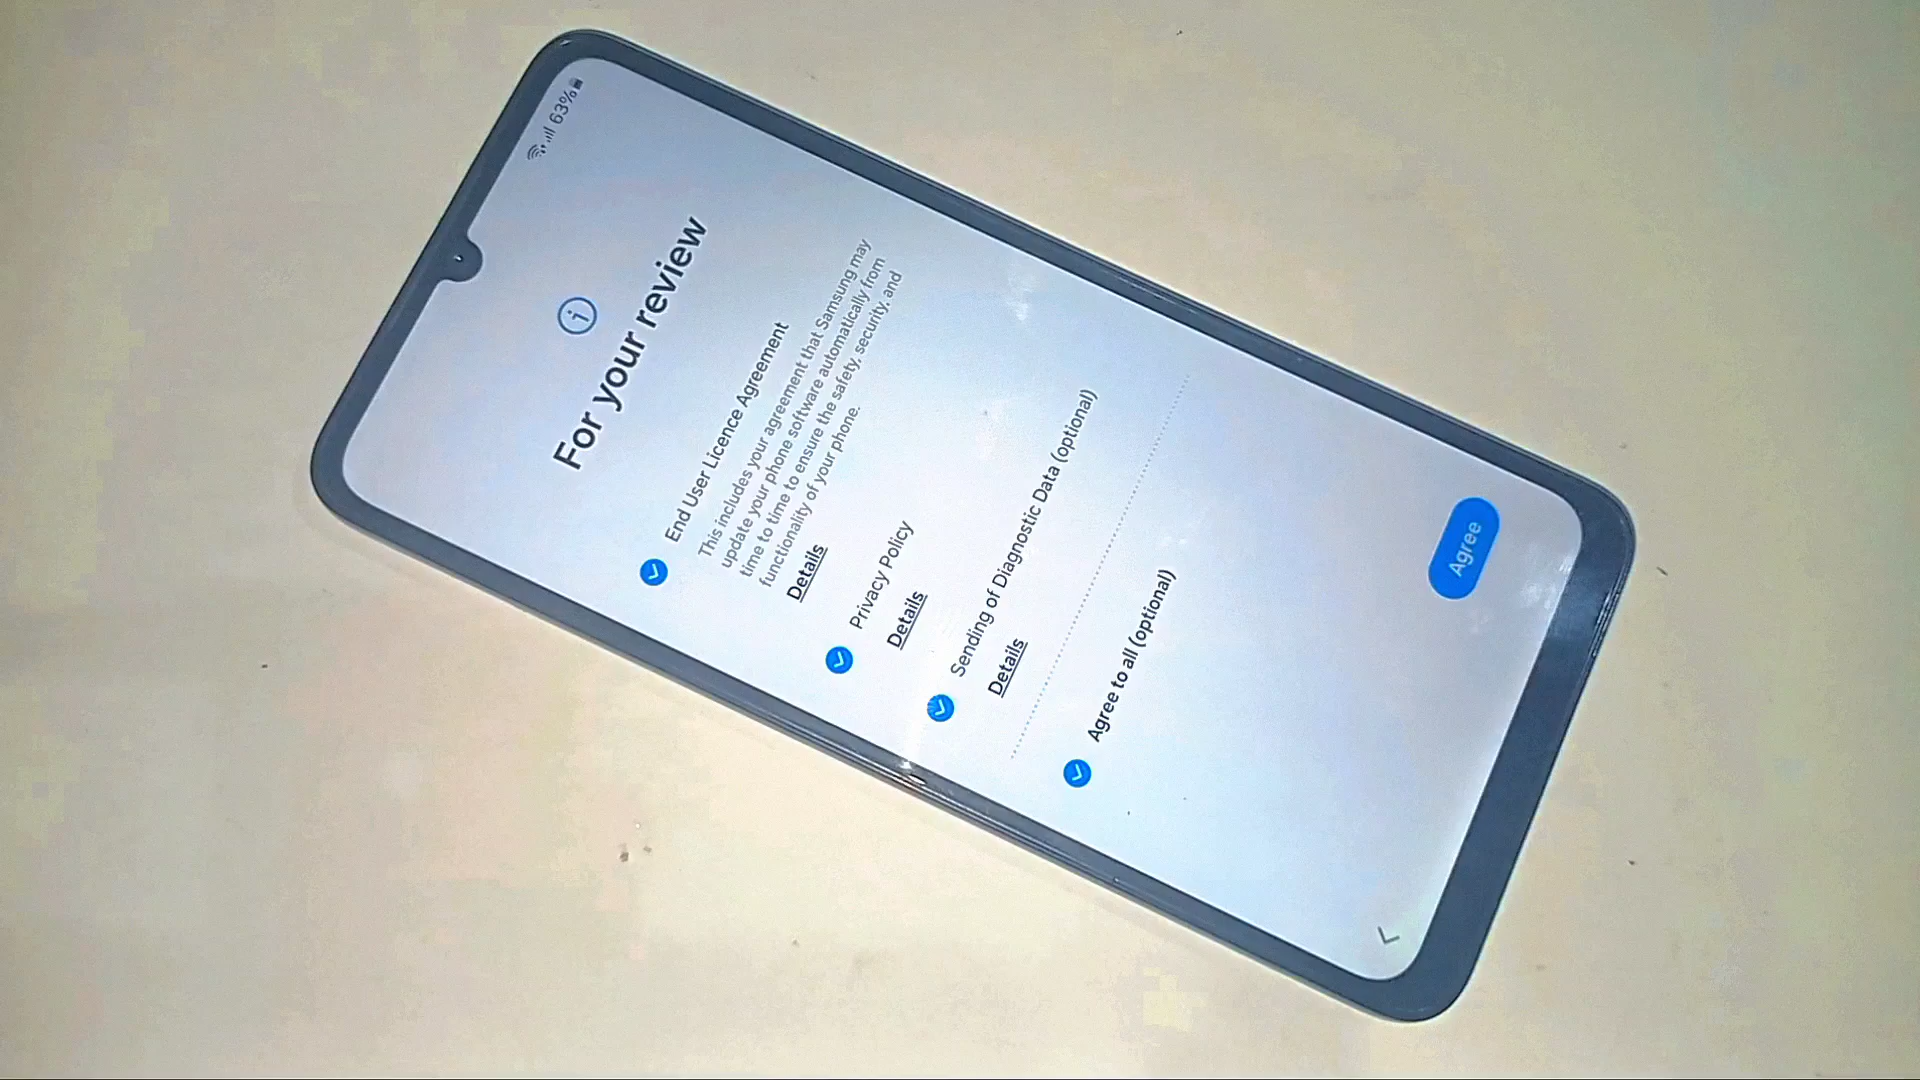 63%
For your review
End User Licence Agreement
This includes your agreement that Samsung may
update your phone software automatically from
time to time to ensure the safety, security, and
functionality of your phone.
Details
Privacy Policy
Details
Sending of Diagnostic Data (optional)
Details
Agree to all (optional)
Agree